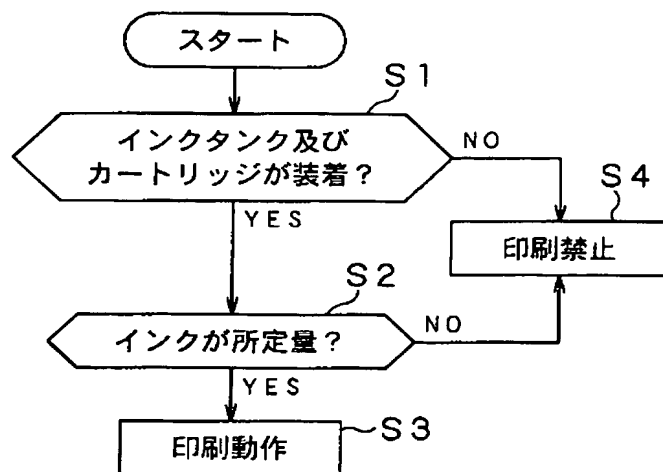 スタート
S1
インクタンク及び
カートリッジが装着?
NO
YES
S4
印刷禁止
S2
インクが所定量?
NO
YES
S3
印刷動作